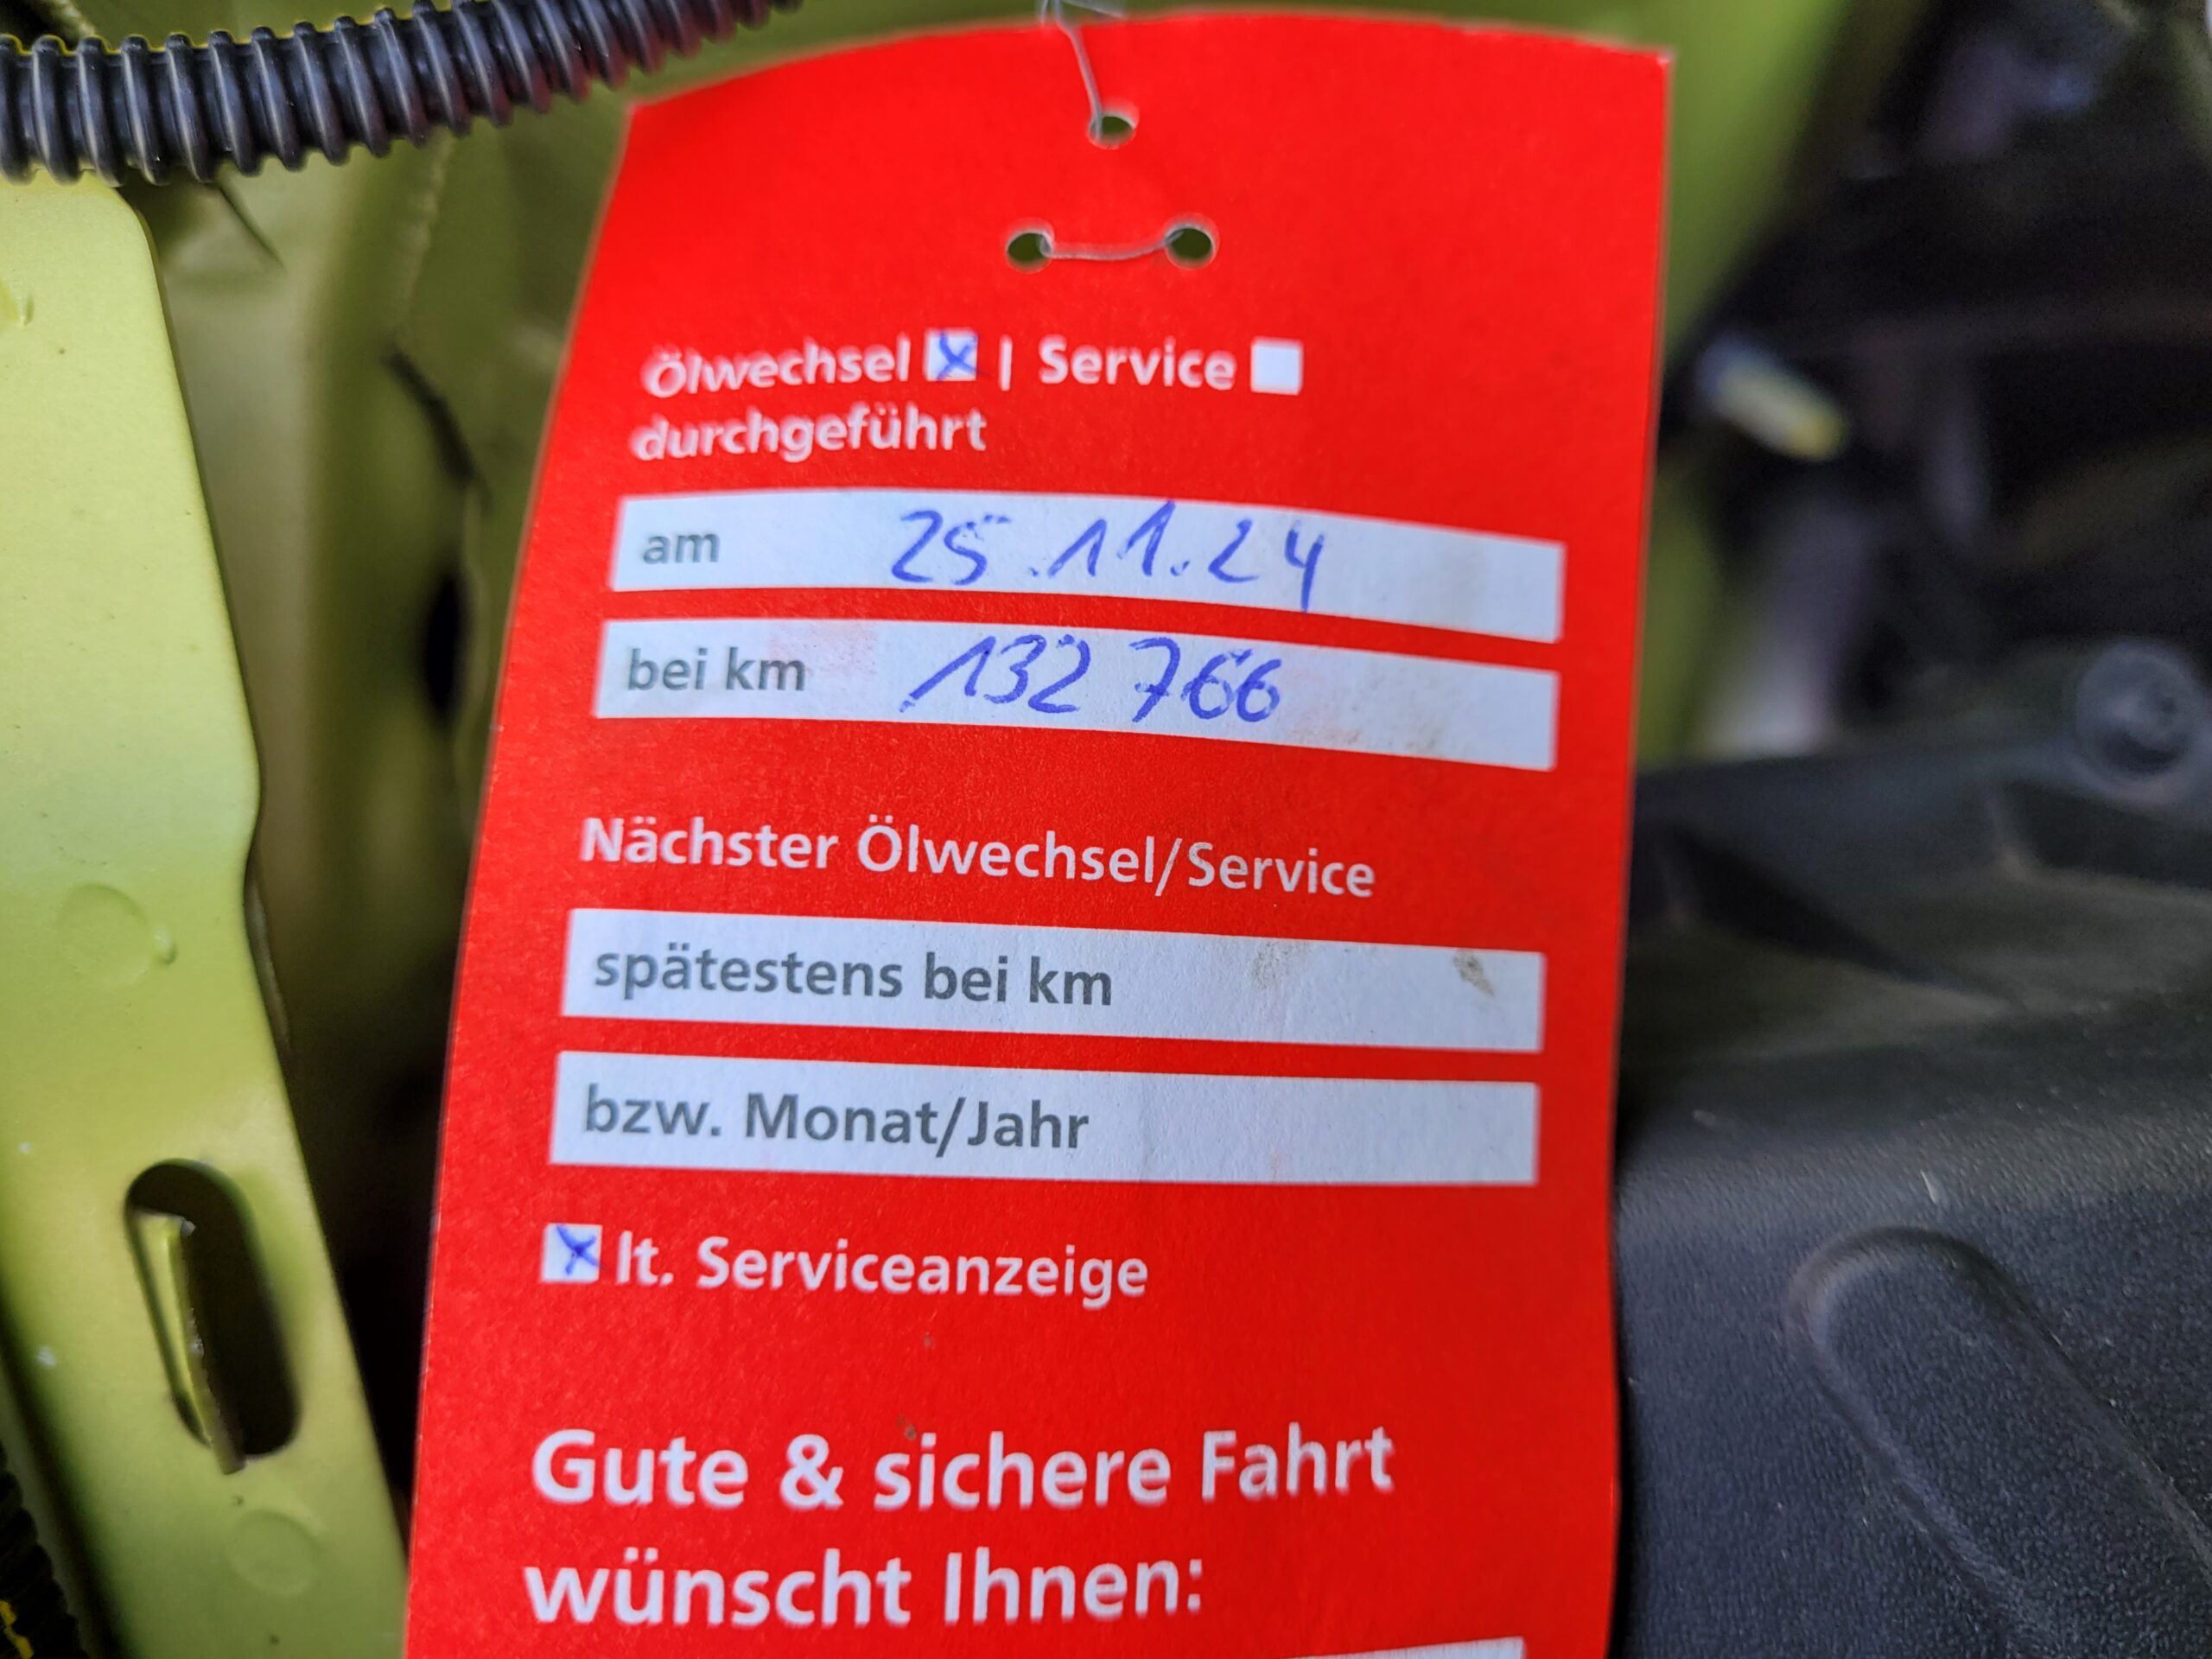 Ölwechsel x | Service
durchgeführt
am 25.11.24
bei km 132 766
Nächster Ölwechsel/Service
spätestens bei km
bzw. Monat/Jahr
x lt. Serviceanzeige
Gute & sichere Fahrt
wünscht Ihnen: